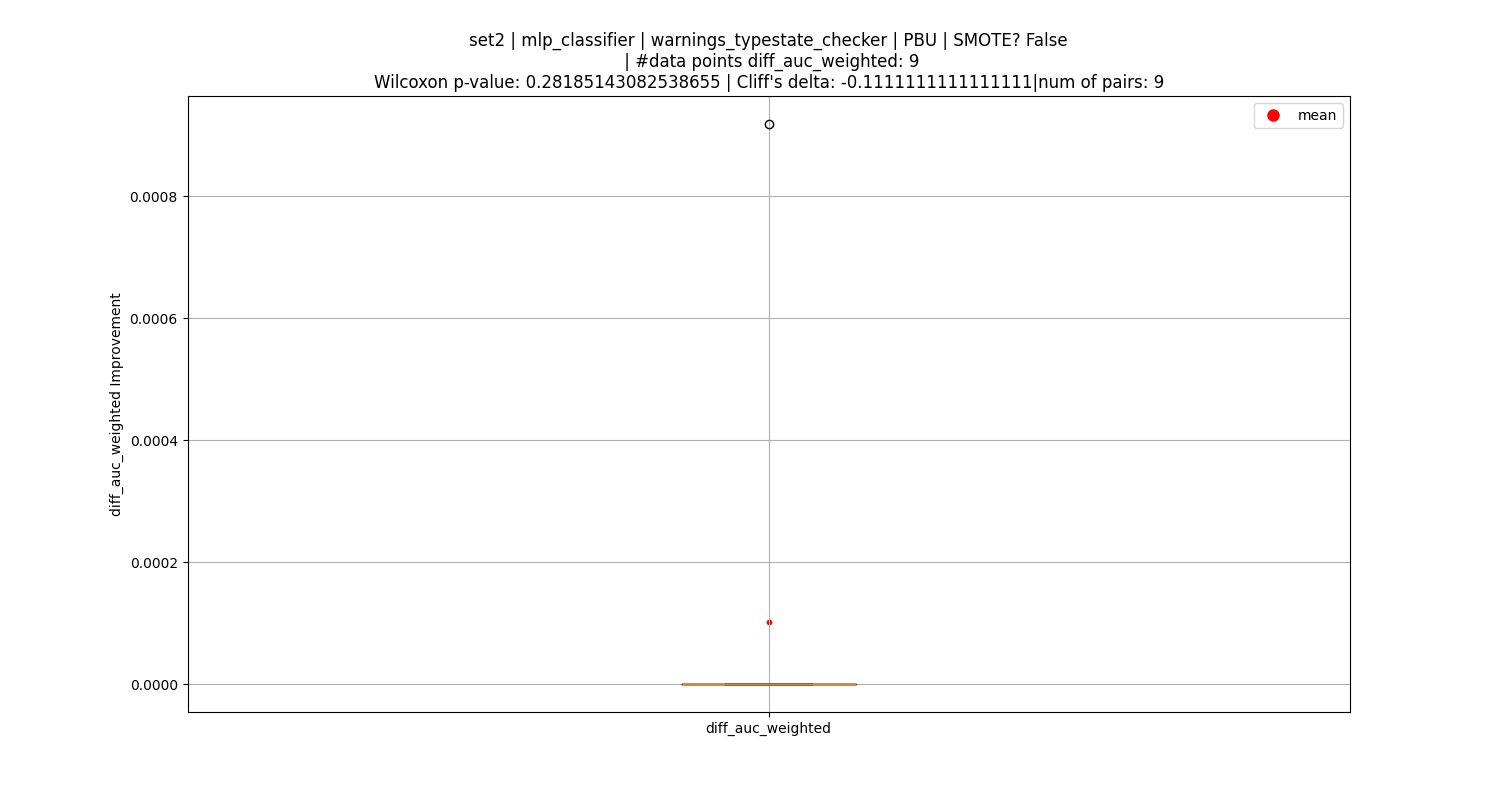 set2 | mlp_classifier | warnings_typestate_checker | PBU | SMOTE? False
| #data points diff_auc_weighted: 9
Wilcoxon p-value: 0.28185143082538655 | Cliff's delta: -0.1111111111111111|num of pairs: 9
mean
0.0008
0.0006
0.0004
0.0002
0.0000
diff_auc_weighted Improvement
diff_auc_weighted